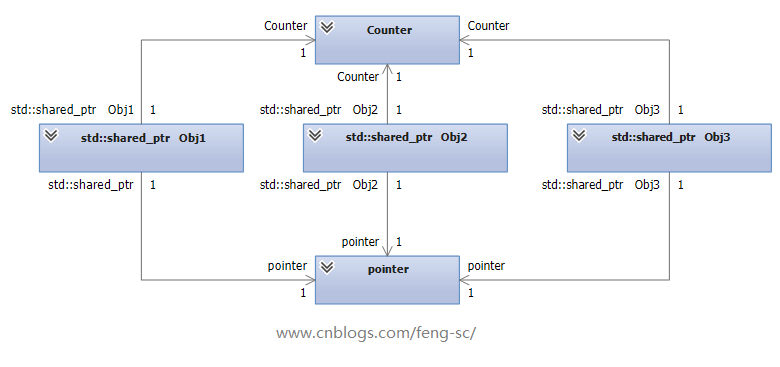 Counter Counter Counter
1 1
Counter 1
std::shared_ptr Obj1 1 std::shared_ptr Obj2 1 std::shared_ptr Obj3 1
std::shared_ptr Obj1 std::shared_ptr Obj2 std::shared_ptr Obj3
std::shared_ptr 1 std::shared_ptr Obj2 1 std::shared_ptr Obj3 1
pointer 1
pointer pointer pointer
1 1
www.cnblogs.com/feng-sc/